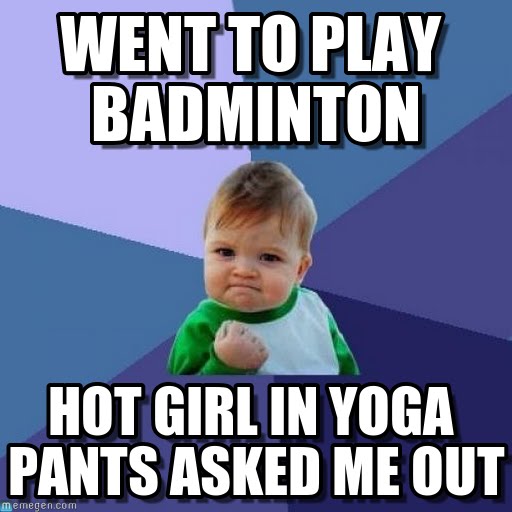 WENT TO PLAY
BADMINTON
HOT GIRL IN YOGA
PANTS ASKED ME OUT
memegen.com